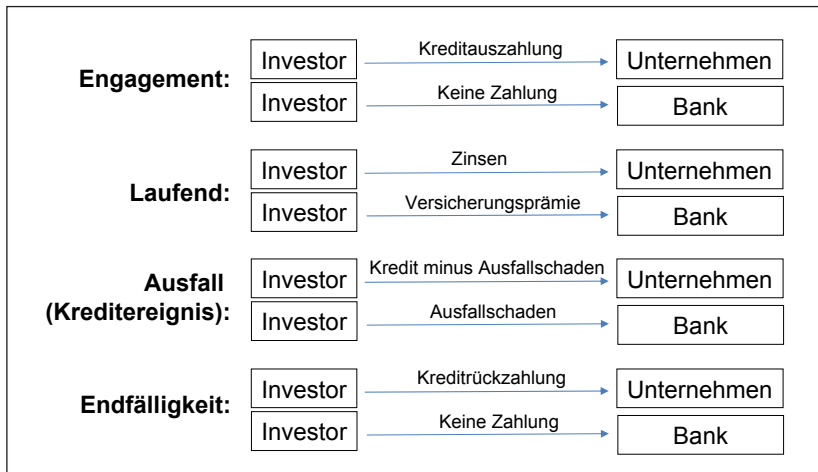 Investor Kreditauszahlung Unternehmen
Engagement:
Investor Keine Zahlung Bank
Investor Zinsen Unternehmen
Laufend:
Investor Versicherungsprämie Bank
Ausfall
(Kreditereignis):
Investor Kredit minus Ausfallschaden Unternehmen
Investor Ausfallschaden Bank
Investor Kreditrückzahlung Unternehmen
Endfälligkeit:
Investor Keine Zahlung Bank